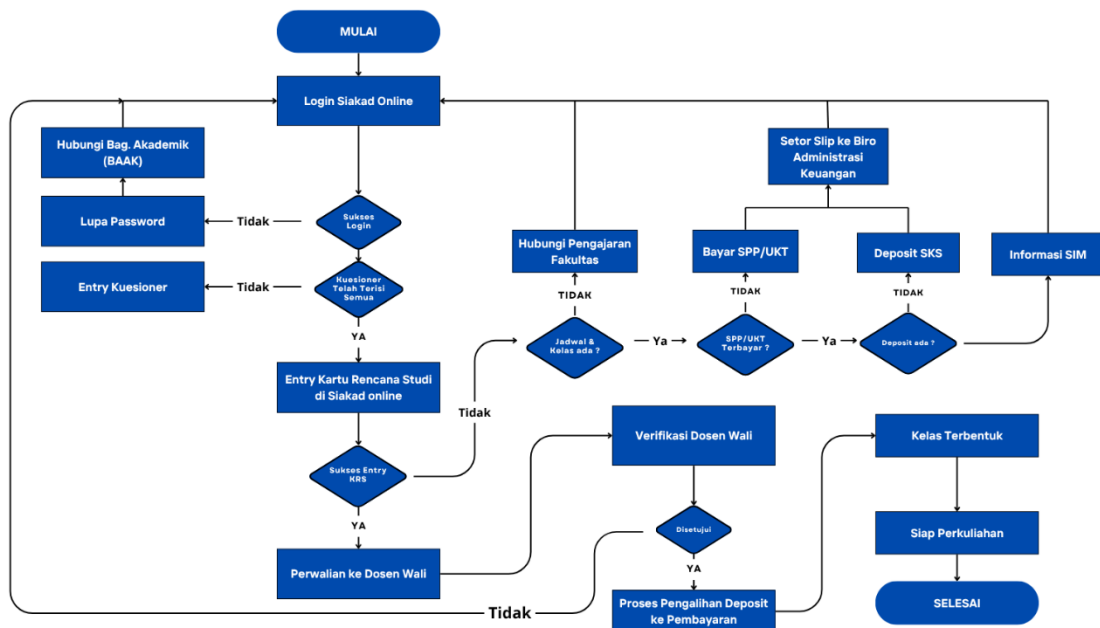 MULAI
Login Siakad Online
Hubungi Bag. Akademik
(BAAK)
Setor Slip ke Biro
Administrasi
Keuangan
Lupa Password
Tidak
Sukses
Login
Hubungi Pengajaran
Fakultas
Bayar SPP/UKT
Deposit SKS
Informasi SIM
Entry Kuesioner
Tidak
Kuesioner
Telah Terisi
Semua
TIDAK
TIDAK
TIDAK
YA
Jadwal &
Kelas ada ?
Ya
SPP/UKT
Terbayar ?
Ya
Deposit ada ?
Entry Kartu Rencana Studi
di Siakad online
Tidak
Verifikasi Dosen Wali
Kelas Terbentuk
Sukses Entry
KRS
YA
Disetujui
Siap Perkuliahan
Perwalian ke Dosen Wali
YA
Tidak
Proses Pengalihan Deposit
ke Pembayaran
SELESAI